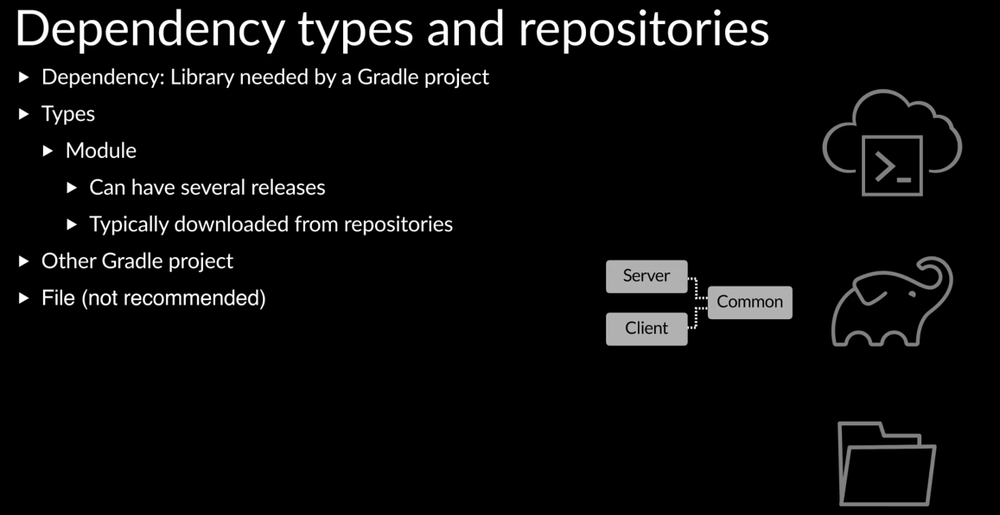 Dependency types and repositories
Dependency: Library needed by a Gradle project
Types
Module
Can have several releases
Typically downloaded from repositories
Other Gradle project
File (not recommended)
Server
Common
Client